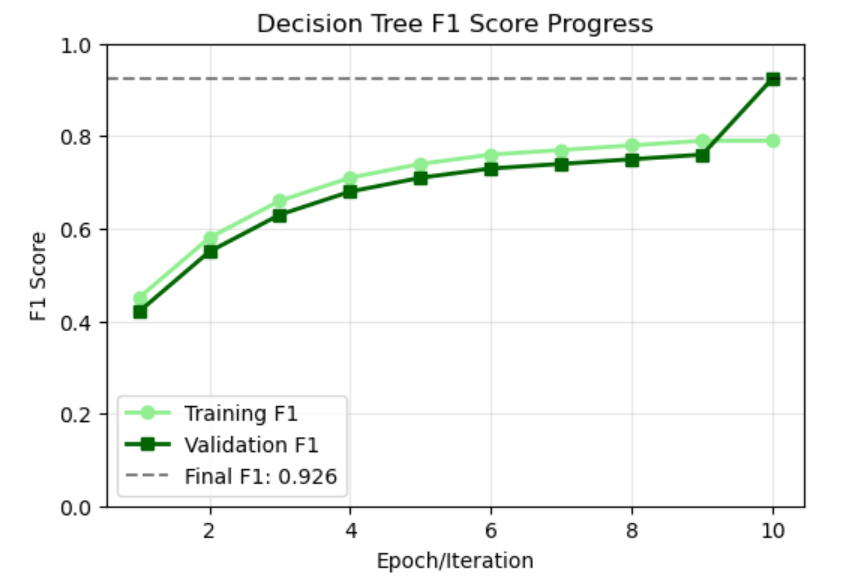 Decision Tree F1 Score Progress
1.0
0.8
0.6
0.4
0.2
0.0
F1 Score
Training F1
Validation F1
Final F1: 0.926
2 4 6 8 10
Epoch/Iteration